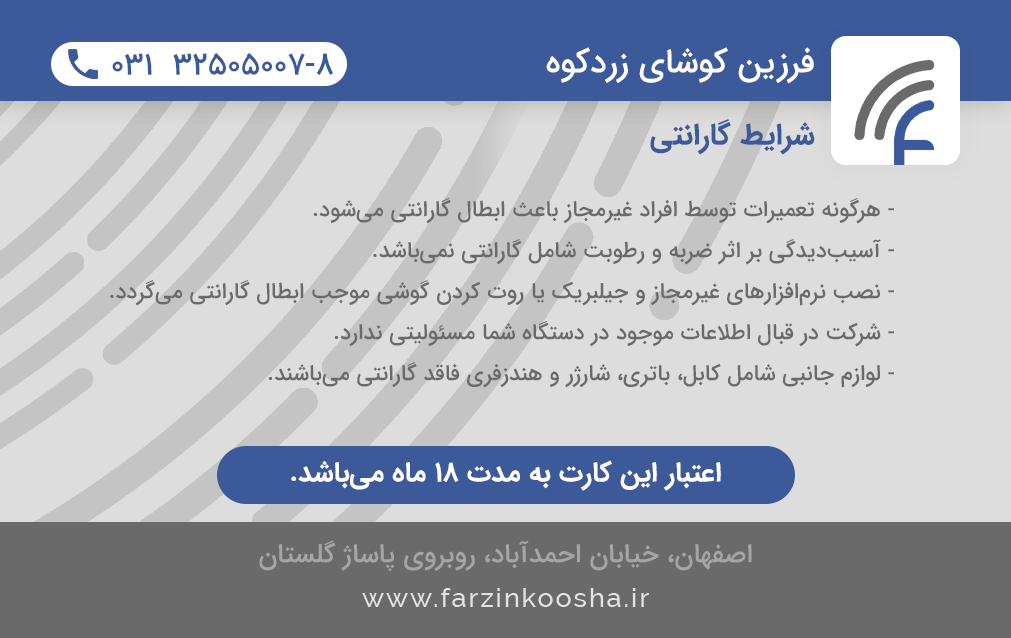 فرزین کوشای زردکوه
۰۳۱ ۳۲۵۰۵۰۰۷-۸
شرایط گارانتی
- هرگونه تعمیرات توسط افراد غیرمجاز باعث ابطال گارانتی می‌شود.
- آسیب‌دیدگی بر اثر ضربه و رطوبت شامل گارانتی نمی‌باشد.
- نصب نرم‌افزارهای غیرمجاز و جیلبریک یا روت کردن گوشی موجب ابطال گارانتی می‌گردد.
- شرکت در قبال اطلاعات موجود در دستگاه شما مسئولیتی ندارد.
- لوازم جانبی شامل کابل، باتری، شارژر و هندزفری فاقد گارانتی می‌باشند.
اعتبار این کارت به مدت ۱۸ ماه می‌باشد.
اصفهان، خیابان احمدآباد، روبروی پاساژ گلستان
www.farzinkoosha.ir